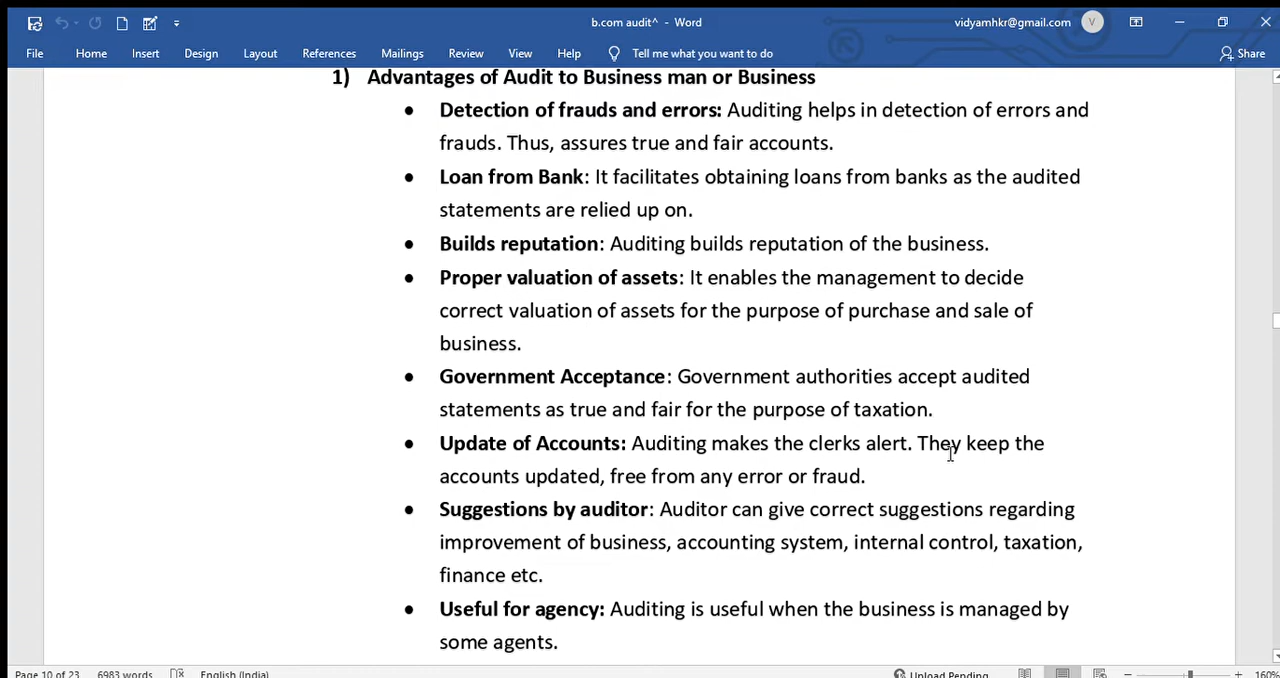 b.com audit^ - Word
vidyamhkr@gmail.com
V
File Home Insert Design Layout References Mailings Review View Help Tell me what you want to do Share
1) Advantages of Audit to Business man or Business
• Detection of frauds and errors: Auditing helps in detection of errors and
frauds. Thus, assures true and fair accounts.
• Loan from Bank: It facilitates obtaining loans from banks as the audited
statements are relied up on.
• Builds reputation: Auditing builds reputation of the business.
• Proper valuation of assets: It enables the management to decide
correct valuation of assets for the purpose of purchase and sale of
business.
• Government Acceptance: Government authorities accept audited
statements as true and fair for the purpose of taxation.
• Update of Accounts: Auditing makes the clerks alert. They keep the
accounts updated, free from any error or fraud.
• Suggestions by auditor: Auditor can give correct suggestions regarding
improvement of business, accounting system, internal control, taxation,
finance etc.
• Useful for agency: Auditing is useful when the business is managed by
some agents.
Page 10 of 23 6983 words English (India) Upload Pending 160%